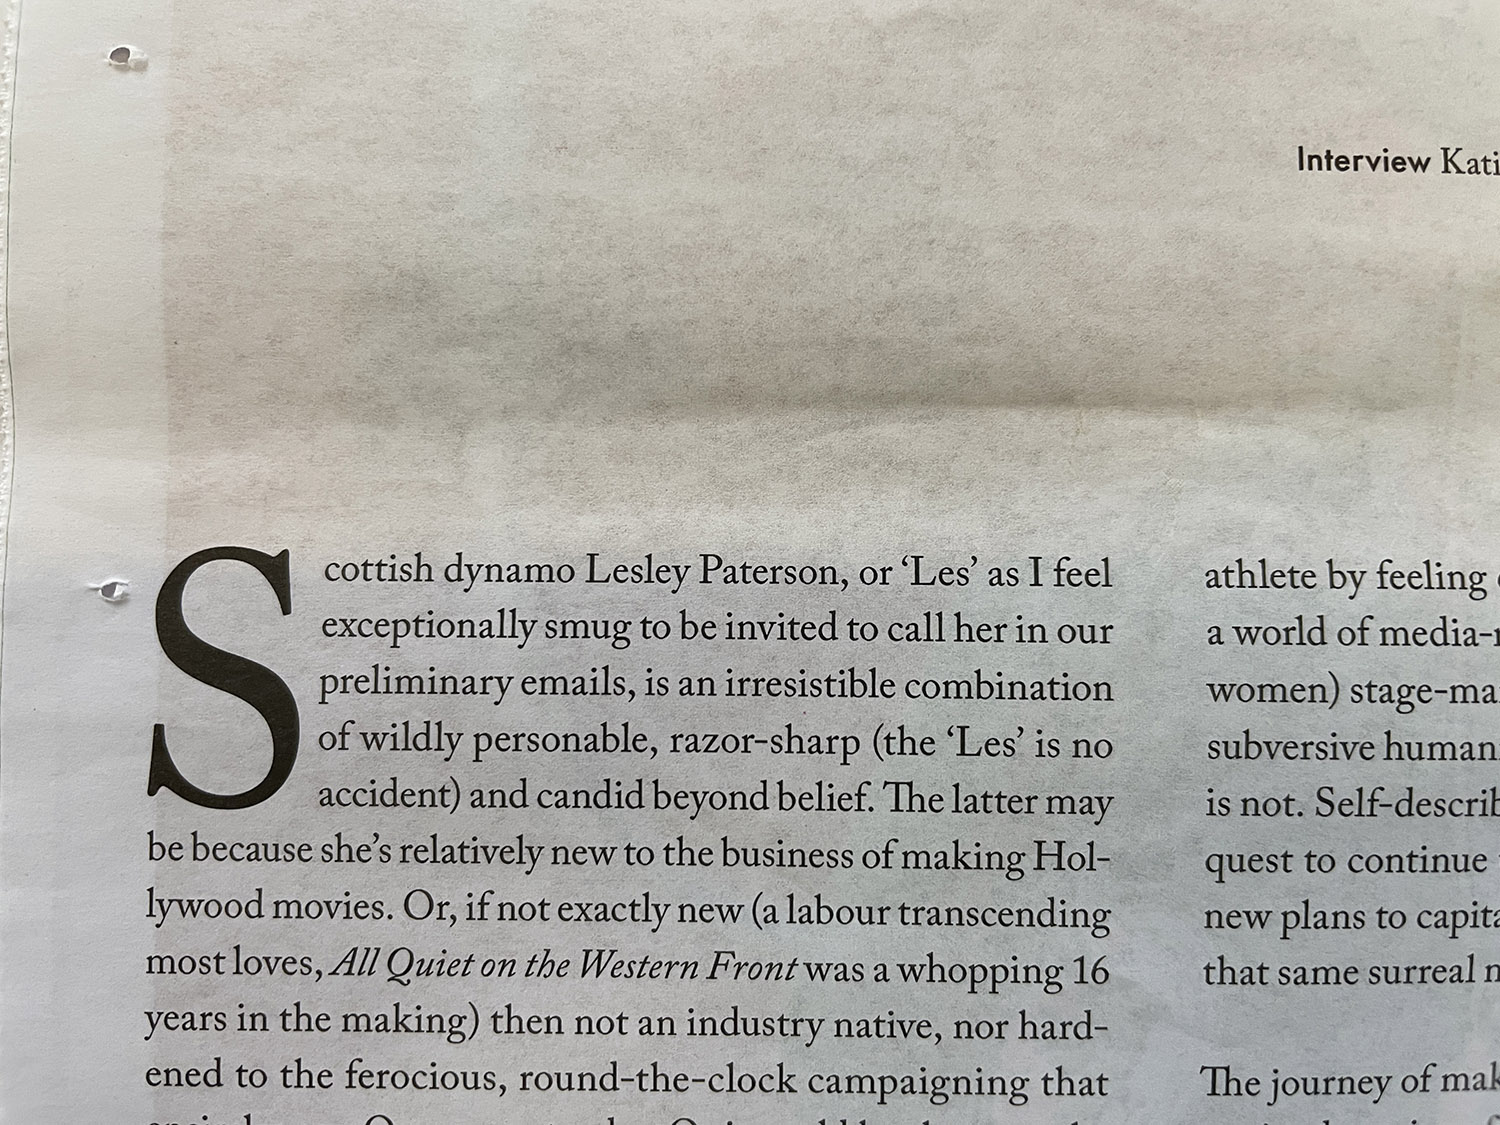 Interview
Scottish dynamo Lesley Paterson, or ‘Les’ as I feel
exceptionally smug to be invited to call her in our
preliminary emails, is an irresistible combination
of wildly personable, razor-sharp (the ‘Les’ is no
accident) and candid beyond belief. The latter may
be because she’s relatively new to the business of making Hol-
lywood movies. Or, if not exactly new (a labour transcending
most loves, All Quiet on the Western Front was a whopping 16
years in the making) then not an industry native, nor hard-
ened to the ferocious, round-the-clock campaigning that
athlete by feeling
a world of media-
women) stage-ma
subversive human
is not. Self-describ
quest to continue
new plans to capita
that same surreal
The journey of mak